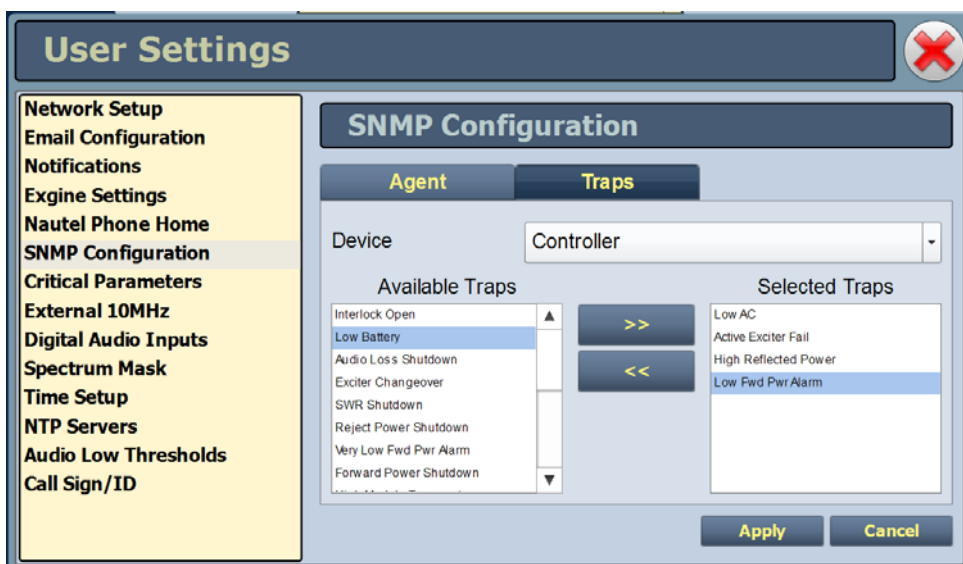 User Settings
Network Setup
Email Configuration
Notifications
Exgine Settings
Nautel Phone Home
SNMP Configuration
Critical Parameters
External 10MHz
Digital Audio Inputs
Spectrum Mask
Time Setup
NTP Servers
Audio Low Thresholds
Call Sign/ID
SNMP Configuration
Agent
Traps
Device
Controller
Available Traps
Interlock Open
Low Battery
Audio Loss Shutdown
Exciter Changeover
SWR Shutdown
Reject Power Shutdown
Very Low Fwd Pwr Alarm
Forward Power Shutdown
>>
<<
Selected Traps
Low AC
Active Exciter Fail
High Reflected Power
Low Fwd Pwr Alarm
Apply
Cancel